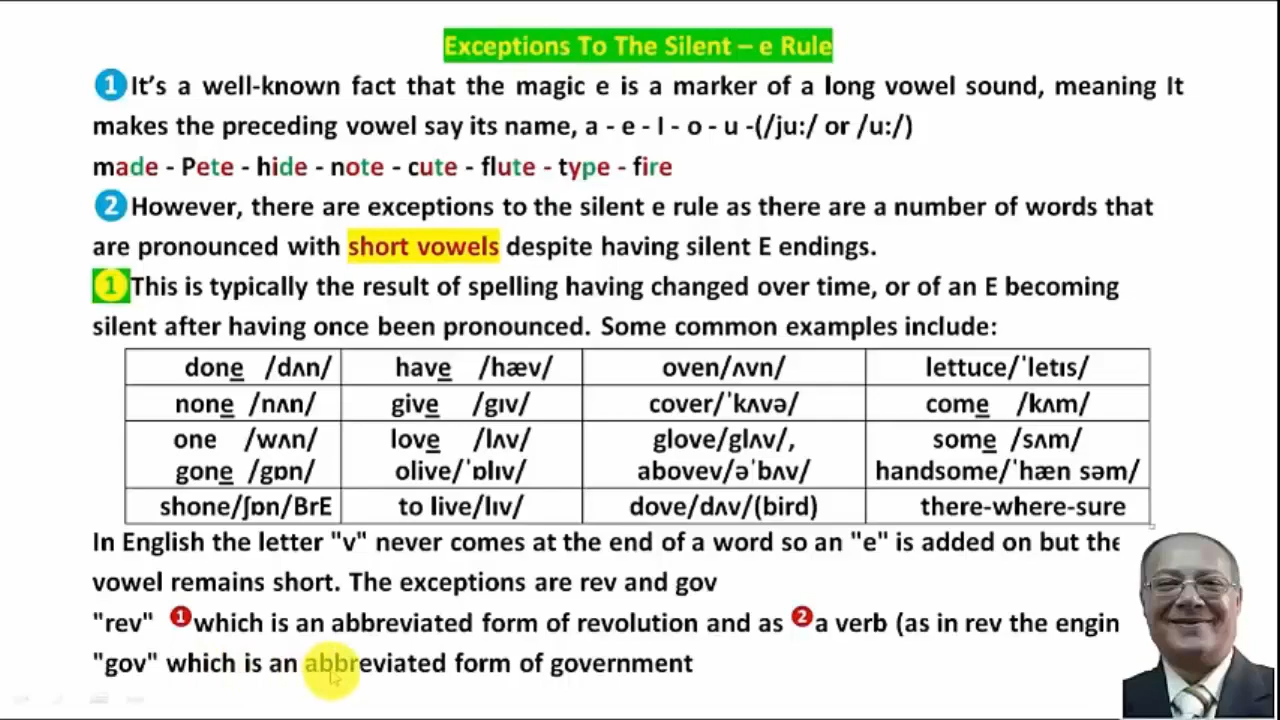 Exceptions To The Silent – e Rule
1 It's a well-known fact that the magic e is a marker of a long vowel sound, meaning It
makes the preceding vowel say its name, a - e - I - o - u -(/ju:/ or /u:/)
made - Pete - hide - note - cute - flute - type - fire
2 However, there are exceptions to the silent e rule as there are a number of words that
are pronounced with short vowels despite having silent E endings.
1 This is typically the result of spelling having changed over time, or of an E becoming
silent after having once been pronounced. Some common examples include:
done /dʌn/ have /hæv/ oven/ʌvn/ lettuce/ˈletɪs/
none /nʌn/ give /gɪv/ cover/ˈkʌvə/ come /kʌm/
one /wʌn/ love /lʌv/ glove/glʌv/, some /sʌm/
gone /gɒn/ olive/ˈɒlɪv/ abovev/əˈbʌv/ handsome/ˈhæn səm/
shone/ʃɒn/BrE to live/lɪv/ dove/dʌv/(bird) there-where-sure
In English the letter "v" never comes at the end of a word so an "e" is added on but the
vowel remains short. The exceptions are rev and gov
"rev" 1 which is an abbreviated form of revolution and as 2 a verb (as in rev the engin
"gov" which is an abbreviated form of government